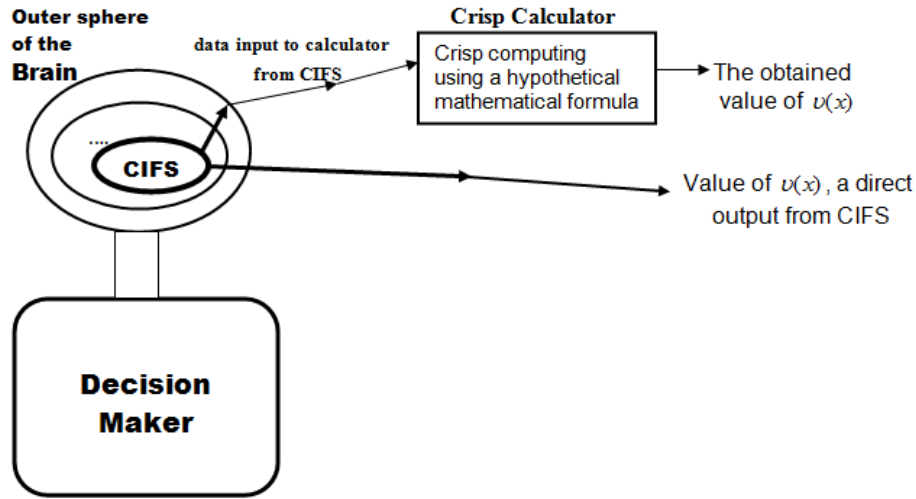 Outer sphere
of the
Brain
data input to calculator
from CIFS
Crisp Calculator
Crisp computing
using a hypothetical
mathematical formula
The obtained
value of υ(x)
....
CIFS
Value of υ(x), a direct
output from CIFS
Decision
Maker